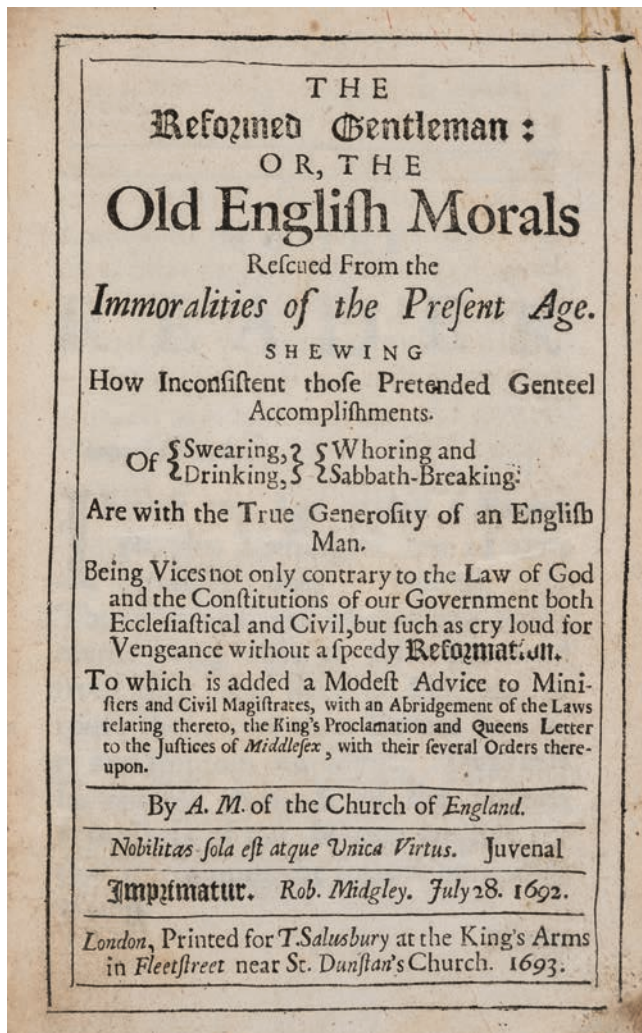 THE
Reformed Gentleman:
OR, THE
Old Engliſh Morals
Reſcued From the
Immoralities of the Preſent Age.
SHEWING
How Inconſiſtent thoſe Pretended Genteel
Accompliſhments.
Of { Swearing, } { Whoring and
{ Drinking, } { Sabbath-Breaking.
Are with the True Generoſity of an Engliſh
Man.
Being Vices not only contrary to the Law of God
and the Conſtitutions of our Government both
Eccleſiaſtical and Civil, but ſuch as cry loud for
Vengeance without a ſpeedy Reformation.
To which is added a Modeſt Advice to Mini-
ſters and Civil Magiſtrates, with an Abridgement of the Laws
relating thereto, the King's Proclamation and Queens Letter
to the Juſtices of Middleſex, with their ſeveral Orders there-
upon.
By A. M. of the Church of England.
Nobilitas ſola eſt atque Unica Virtus. Juvenal
Imprimatur. Rob. Midgley. July 28. 1692.
London, Printed for T. Salusbury at the King's Arms
in Fleetſtreet near St. Dunſtan's Church. 1693.